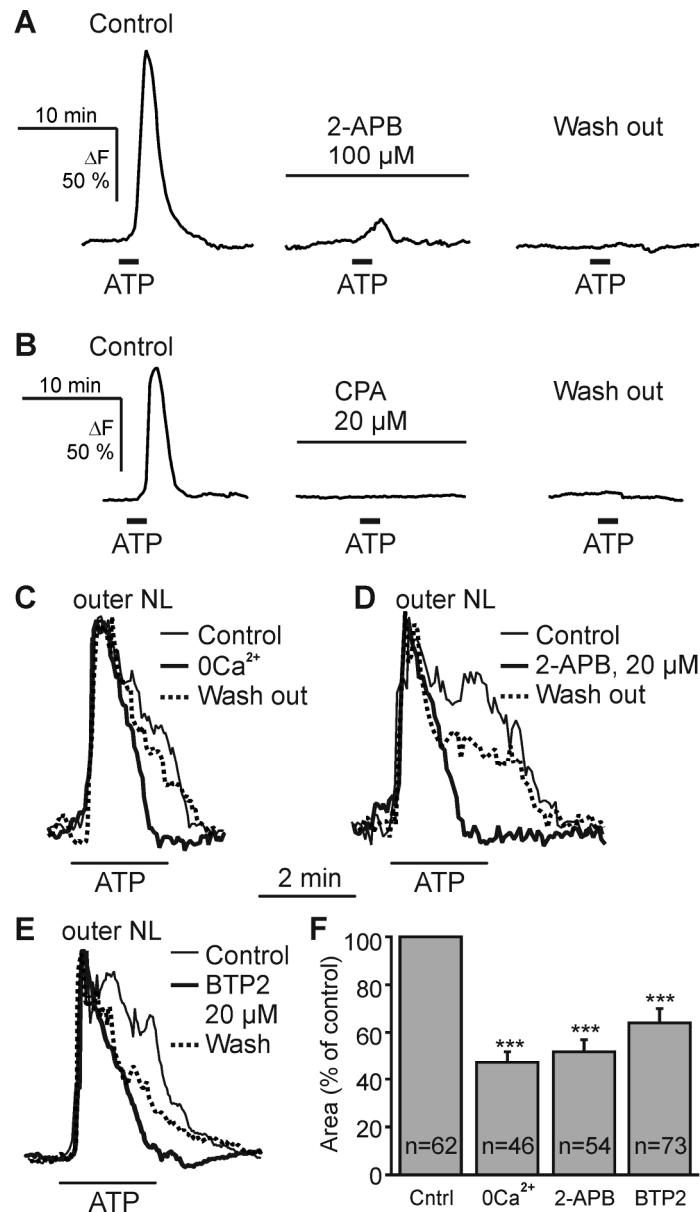 A
Control
10 min
ΔF
50 %
2-APB
100 µM
Wash out
ATP
ATP
ATP
B
Control
10 min
ΔF
50 %
CPA
20 µM
Wash out
ATP
ATP
ATP
C
outer NL
Control
0Ca²⁺
Wash out
ATP
D
outer NL
Control
2-APB, 20 µM
Wash out
ATP
2 min
E
outer NL
Control
BTP2
20 µM
Wash
ATP
F
Area (% of control)
100
80
60
40
20
0
***
***
***
n=62
n=46
n=54
n=73
Cntrl
0Ca²⁺
2-APB
BTP2